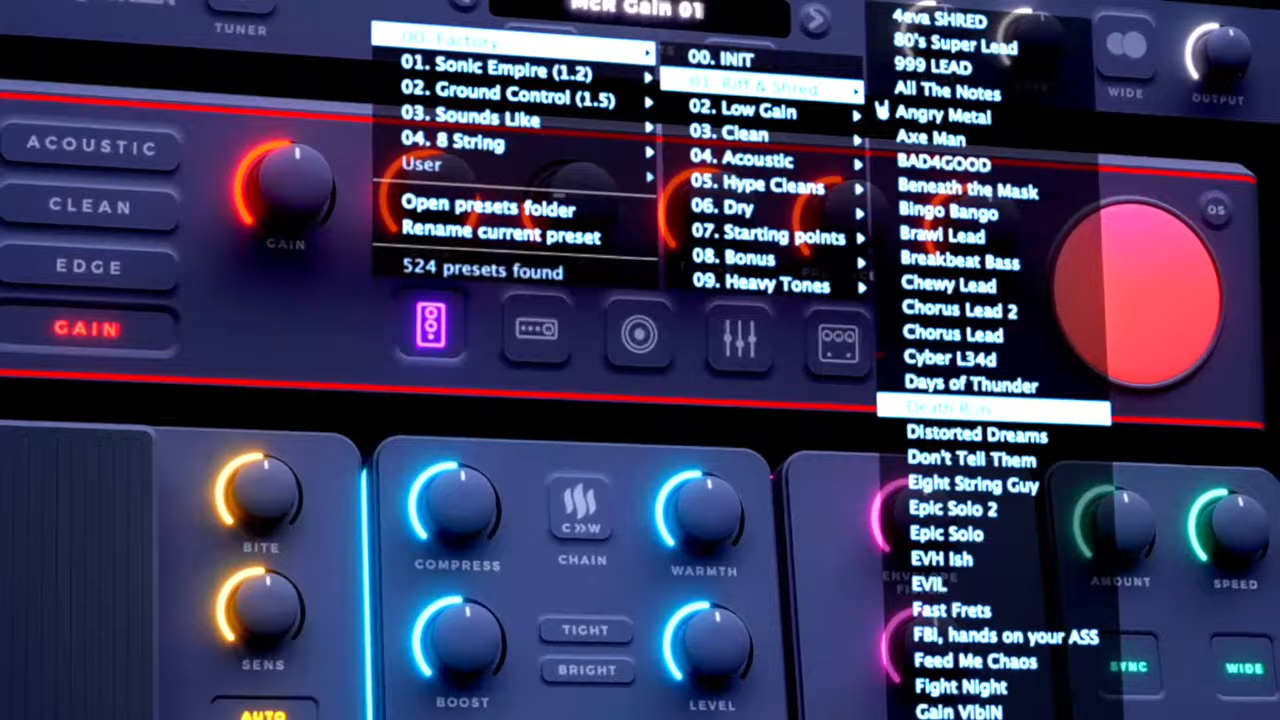 McR Gain 01
TUNER
00. Factory
01. Sonic Empire (1.2)
02. Ground Control (1.5)
03. Sounds Like
04. 8 String
User
Open presets folder
Rename current preset
524 presets found
00. INIT
01. Riff & Shred
02. Low Gain
03. Clean
04. Acoustic
05. Hype Cleans
06. Dry
07. Starting points
08. Bonus
09. Heavy Tones
4eva SHRED
80's Super Lead
999 LEAD
All The Notes
Angry Metal
Axe Man
BAD4GOOD
Beneath the Mask
Bingo Bango
Brawl Lead
Breakbeat Bass
Chewy Lead
Chorus Lead 2
Chorus Lead
Cyber L34d
Days of Thunder
Death Run
Distorted Dreams
Don't Tell Them
Eight String Guy
Epic Solo 2
Epic Solo
EVH Ish
EVIL
Fast Frets
FBI, hands on your ASS
Feed Me Chaos
Fight Night
Gain VibiN
WIDE
OUTPUT
ACOUSTIC
CLEAN
EDGE
GAIN
GAIN
OS
BITE
SENS
AUTO
COMPRESS
C>>W
CHAIN
WARMTH
BOOST
TIGHT
BRIGHT
LEVEL
ENVELOPE
AMOUNT
SPEED
SYNC
WIDE